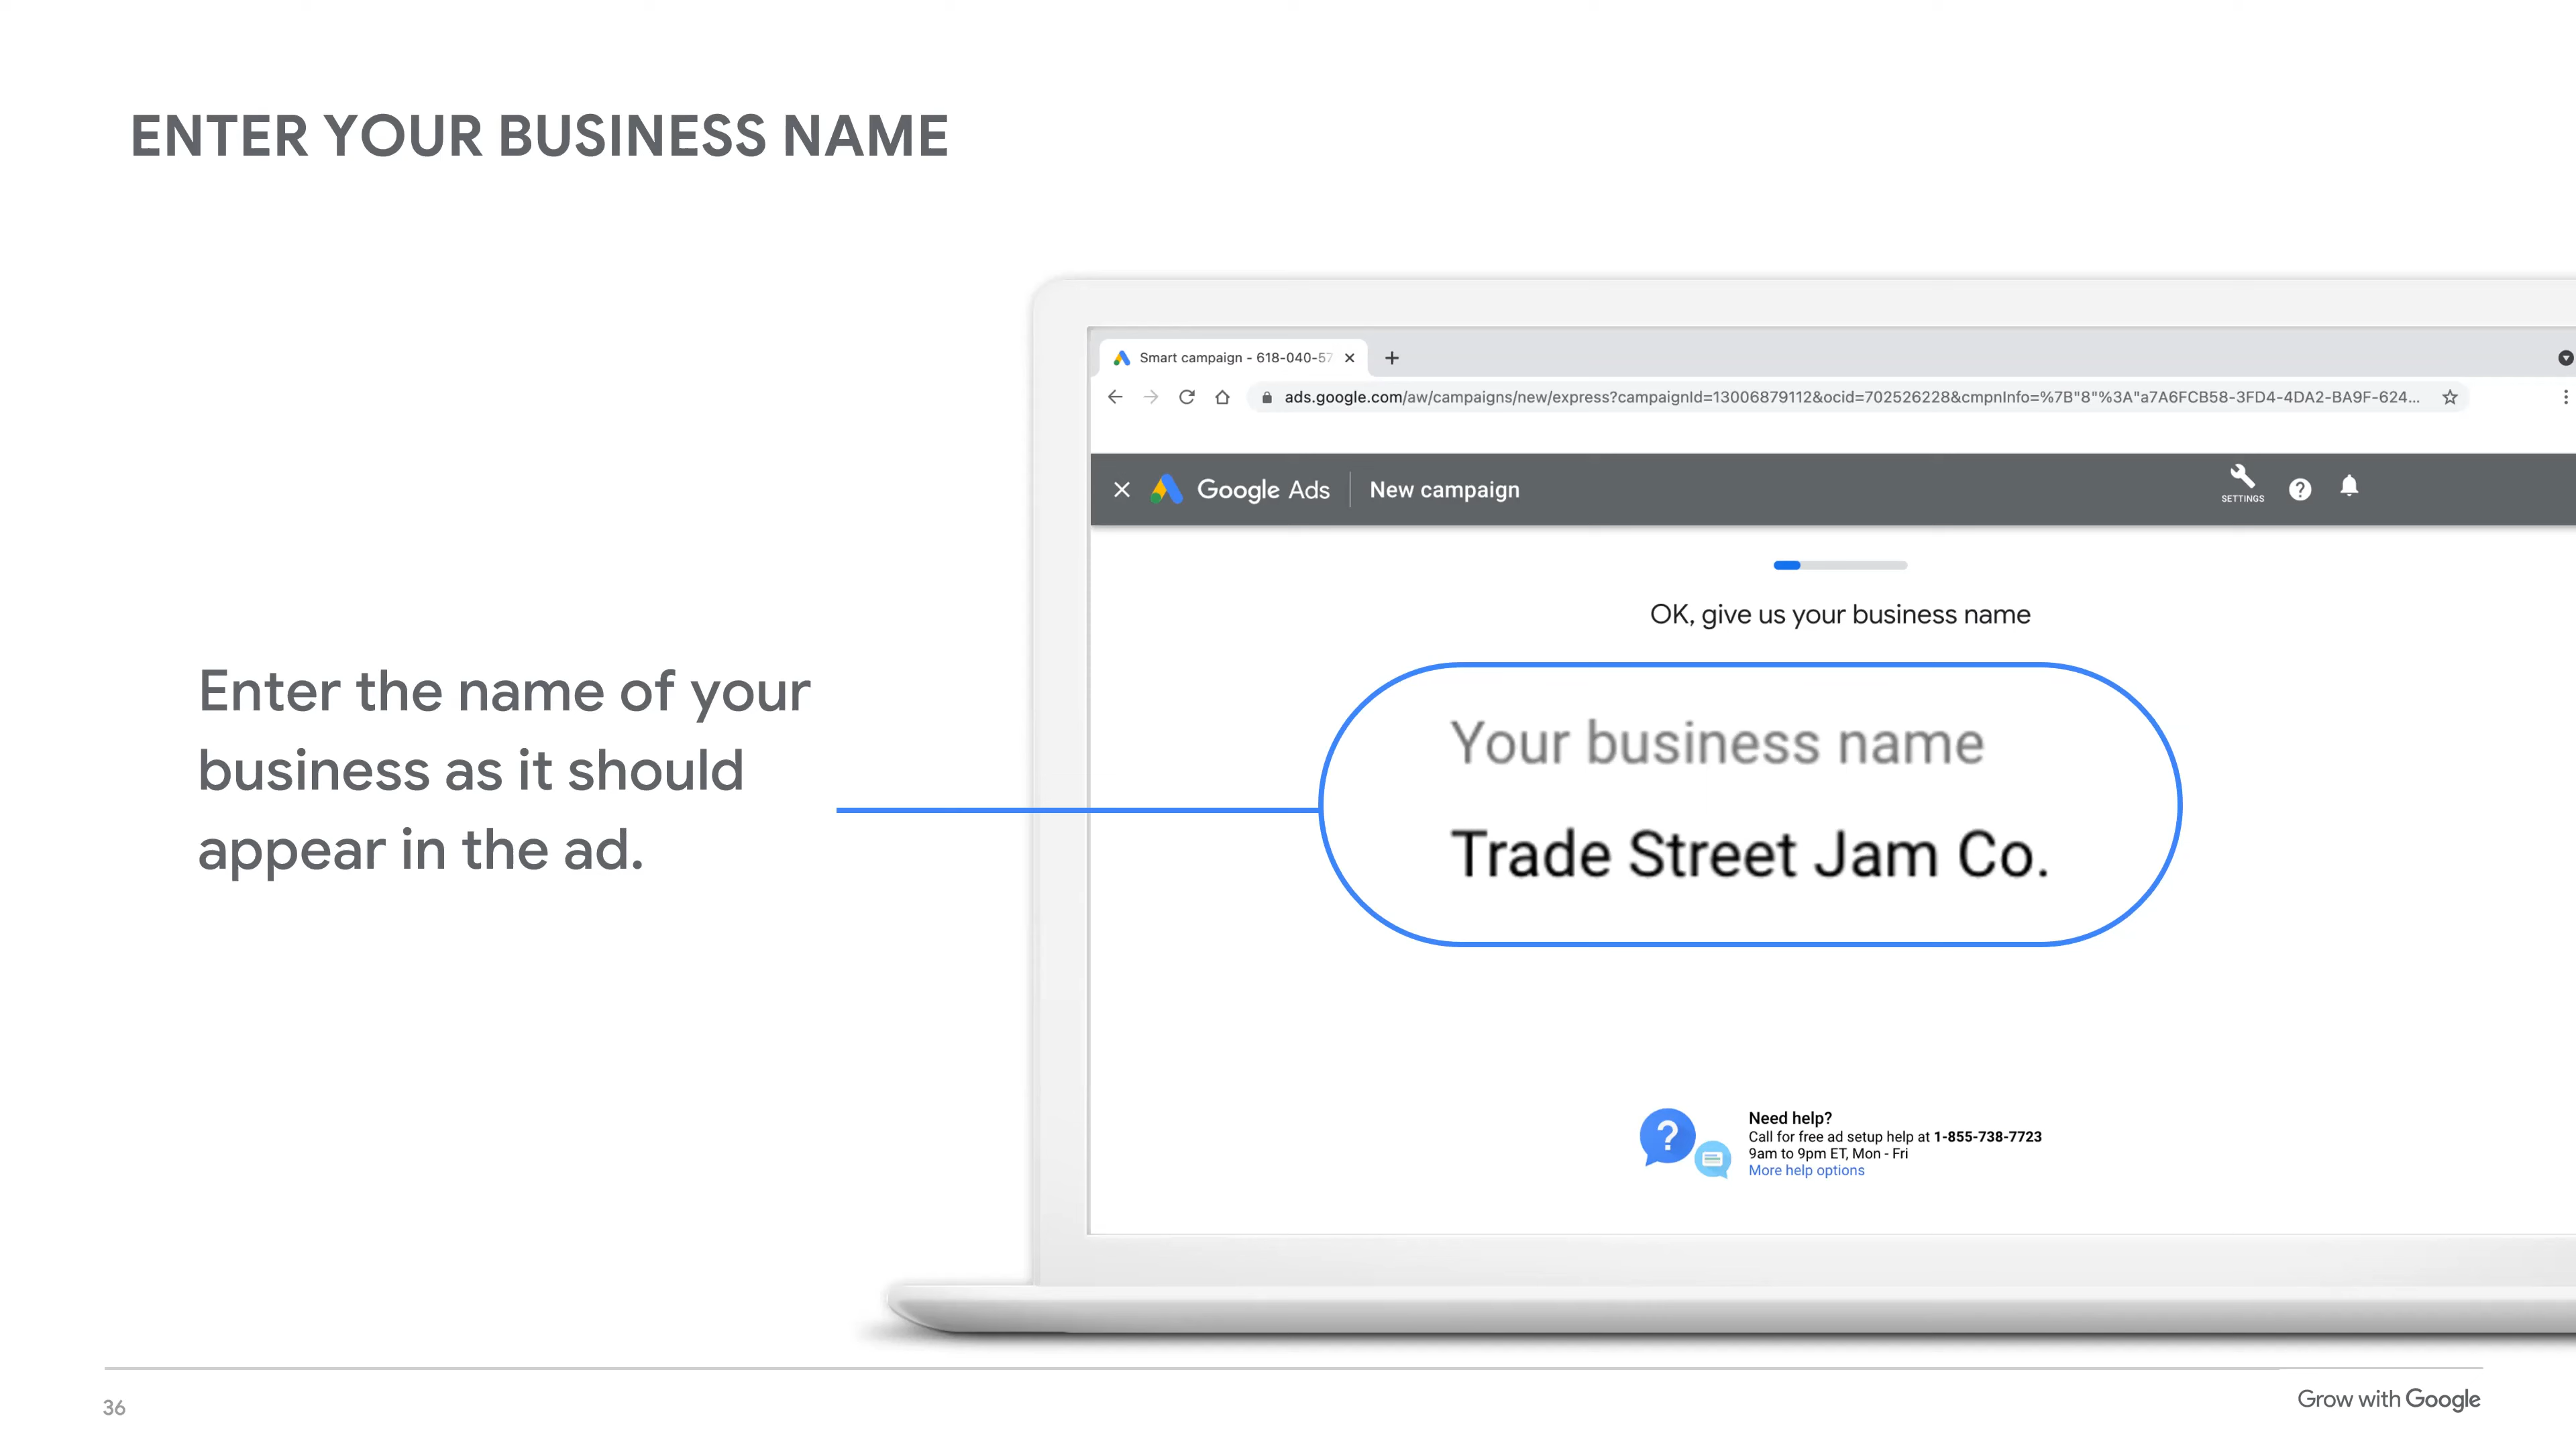 ENTER YOUR BUSINESS NAME
Enter the name of your
business as it should
appear in the ad.
Smart campaign - 618-040-57
ads.google.com/aw/campaigns/new/express?campaignId=13006879112&ocid=702526228&cmpnInfo=%7B"8"%3A"a7A6FCB58-3FD4-4DA2-BA9F-624...
Google Ads New campaign
SETTINGS
OK, give us your business name
Your business name
Trade Street Jam Co.
Need help?
Call for free ad setup help at 1-855-738-7723
9am to 9pm ET, Mon - Fri
More help options
36
Grow with Google